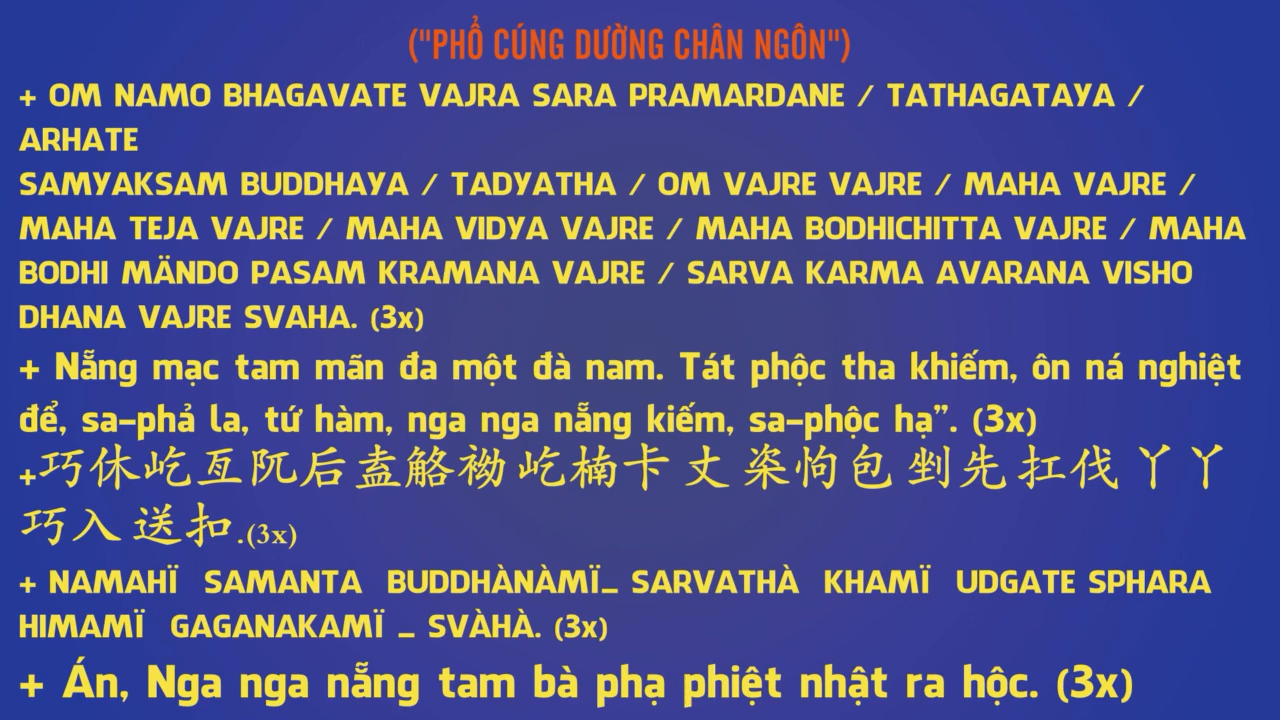 ("PHỔ CÚNG DƯỜNG CHÂN NGÔN")
+ OM NAMO BHAGAVATE VAJRA SARA PRAMARDANE / TATHAGATAYA /
ARHATE
SAMYAKSAM BUDDHAYA / TADYATHA / OM VAJRE VAJRE / MAHA VAJRE /
MAHA TEJA VAJRE / MAHA VIDYA VAJRE / MAHA BODHICHITTA VAJRE / MAHA
BODHI MÄNDO PASAM KRAMANA VAJRE / SARVA KARMA AVARANA VISHO
DHANA VAJRE SVAHA. (3x)
+ Nẵng mạc tam mãn đa một đà nam. Tát phộc tha khiếm, ôn ná nghiệt
để, sa-phả la, tứ hàm, nga nga nẵng kiếm, sa-phộc hạ”. (3x)
+巧休屹亙阢后盍觡袎屹楠卡丈姿怐包剉先扛伐丫丫
巧入送扣.(3x)
+ NAMAHÏ SAMANTA BUDDHÀNÀMÏ_ SARVATHÀ KHAMÏ UDGATE SPHARA
HIMAMÏ GAGANAKAMÏ _ SVÀHÀ. (3x)
+ Án, Nga nga nẵng tam bà phạ phiệt nhật ra hộc. (3x)